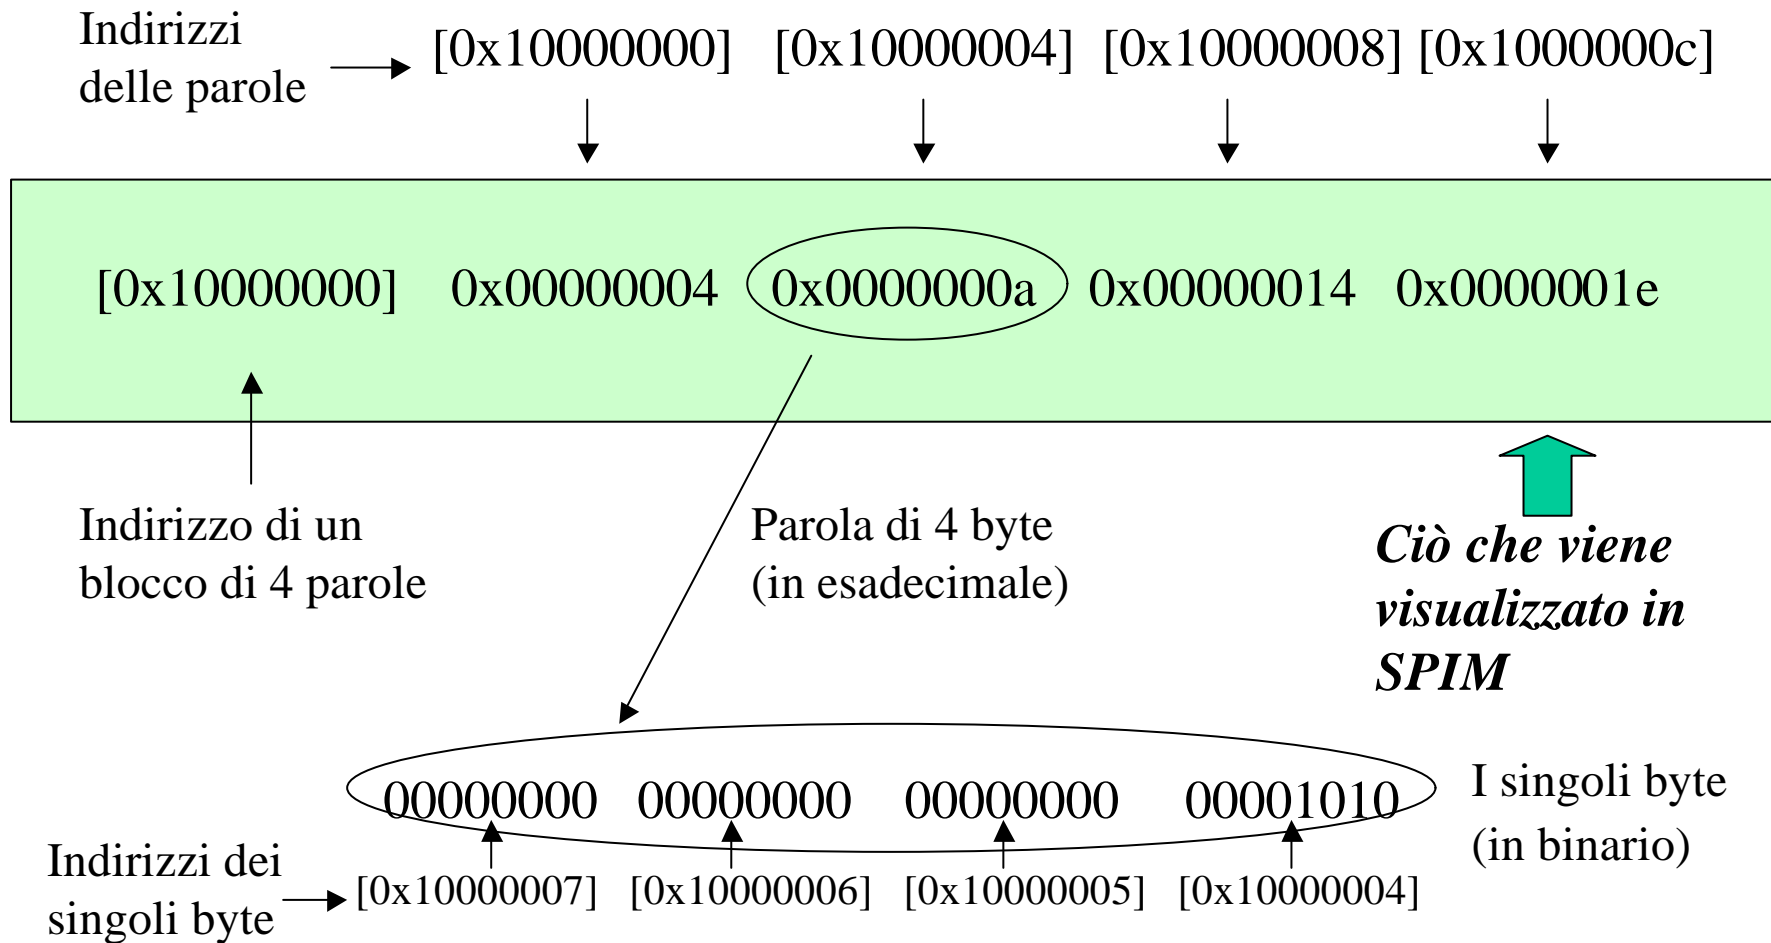 Indirizzi
delle parole
[0x10000000] [0x10000004] [0x10000008] [0x1000000c]
[0x10000000] 0x00000004 0x0000000a 0x00000014 0x0000001e
Indirizzo di un
blocco di 4 parole
Parola di 4 byte
(in esadecimale)
Ciò che viene
visualizzato in
SPIM
00000000 00000000 00000000 00001010
I singoli byte
(in binario)
Indirizzi dei
singoli byte
[0x10000007] [0x10000006] [0x10000005] [0x10000004]